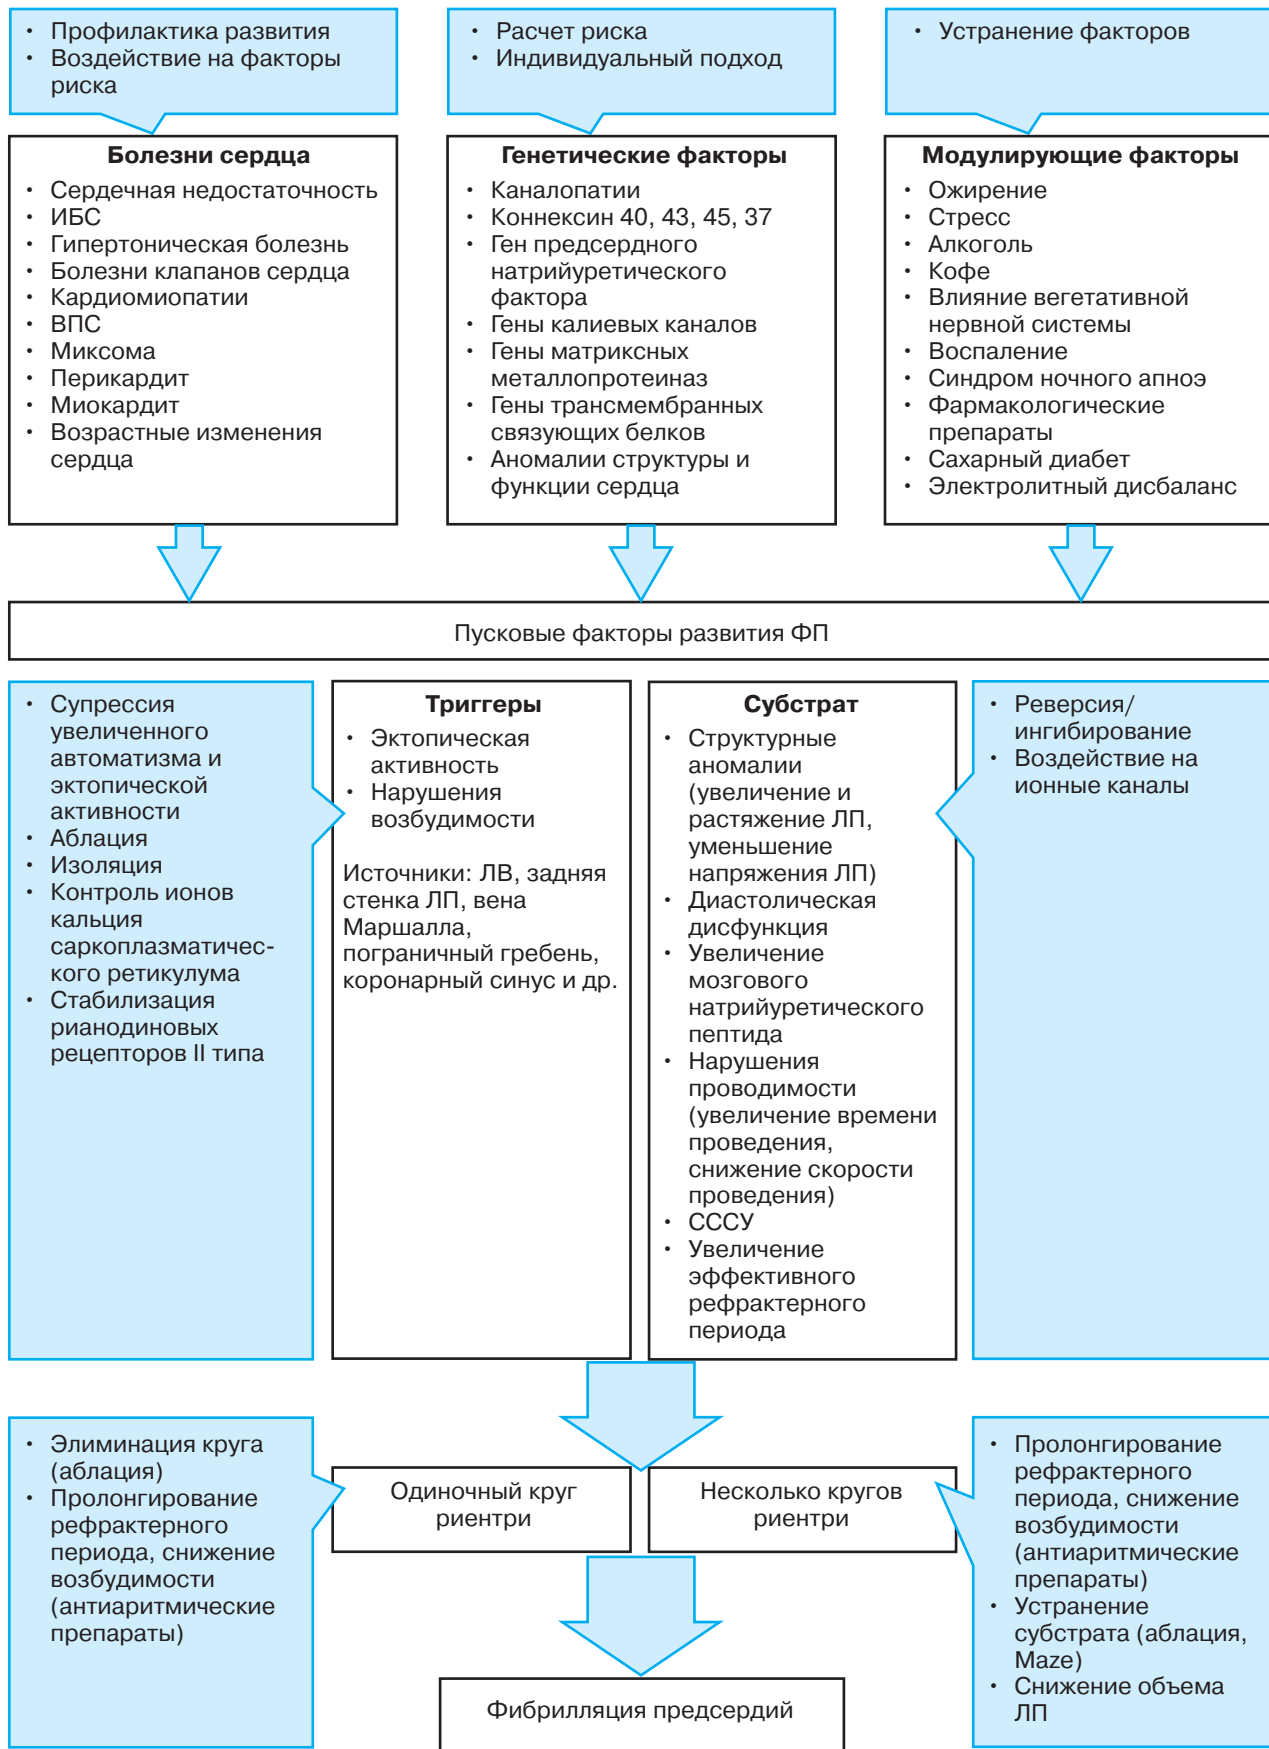 • Профилактика развития
• Воздействие на факторы
риска
• Расчет риска
• Индивидуальный подход
• Устранение факторов
Болезни сердца
• Сердечная недостаточность
• ИБС
• Гипертоническая болезнь
• Болезни клапанов сердца
• Кардиомиопатии
• ВПС
• Миксома
• Перикардит
• Миокардит
• Возрастные изменения
сердца
Генетические факторы
• Каналопатии
• Коннексин 40, 43, 45, 37
• Ген предсердного
натрийуретического
фактора
• Гены калиевых каналов
• Гены матриксных
металлопротеиназ
• Гены трансмембранных
связующих белков
• Аномалии структуры и
функции сердца
Модулирующие факторы
• Ожирение
• Стресс
• Алкоголь
• Кофе
• Влияние вегетативной
нервной системы
• Воспаление
• Синдром ночного апноэ
• Фармакологические
препараты
• Сахарный диабет
• Электролитный дисбаланс
Пусковые факторы развития ФП
• Супрессия
увеличенного
автоматизма и
эктопической
активности
• Аблация
• Изоляция
• Контроль ионов
кальция
саркоплазматичес-
кого ретикулума
• Стабилизация
рианодиновых
рецепторов II типа
Триггеры
• Эктопическая
активность
• Нарушения
возбудимости
Источники: ЛВ, задняя
стенка ЛП, вена
Маршалла,
пограничный гребень,
коронарный синус и др.
Субстрат
• Структурные
аномалии
(увеличение и
растяжение ЛП,
уменьшение
напряжения ЛП)
• Диастолическая
дисфункция
• Увеличение
мозгового
натрийуретического
пептида
• Нарушения
проводимости
(увеличение времени
проведения,
снижение скорости
проведения)
• СССУ
• Увеличение
эффективного
рефрактерного
периода
• Реверсия/
ингибирование
• Воздействие на
ионные каналы
• Элиминация круга
(аблация)
• Пролонгирование
рефрактерного
периода, снижение
возбудимости
(антиаритмические
препараты)
Одиночный круг
риентри
Несколько кругов
риентри
• Пролонгирование
рефрактерного
периода, снижение
возбудимости
(антиаритмические
препараты)
• Устранение
субстрата (аблация,
Maze)
• Снижение объема
ЛП
Фибрилляция предсердий